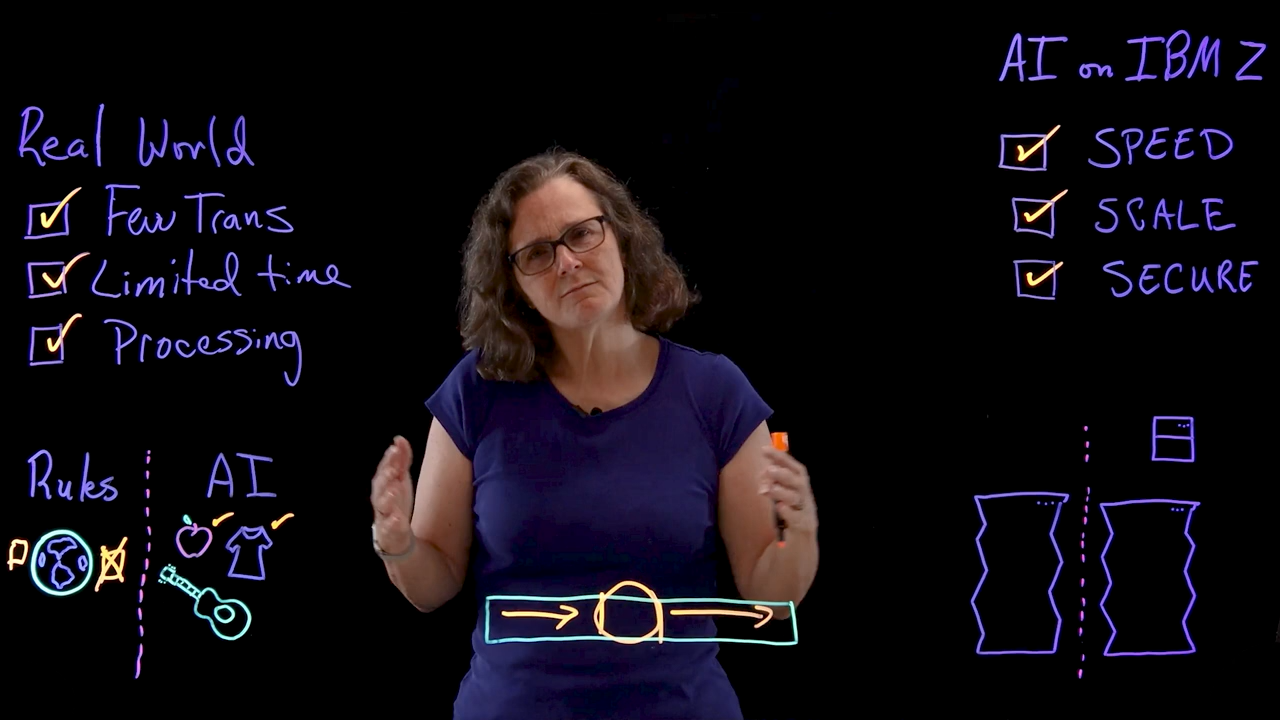 Real World
Few Trans
Limited time
Processing
Rules
AI
AI on IBM Z
SPEED
SCALE
SECURE